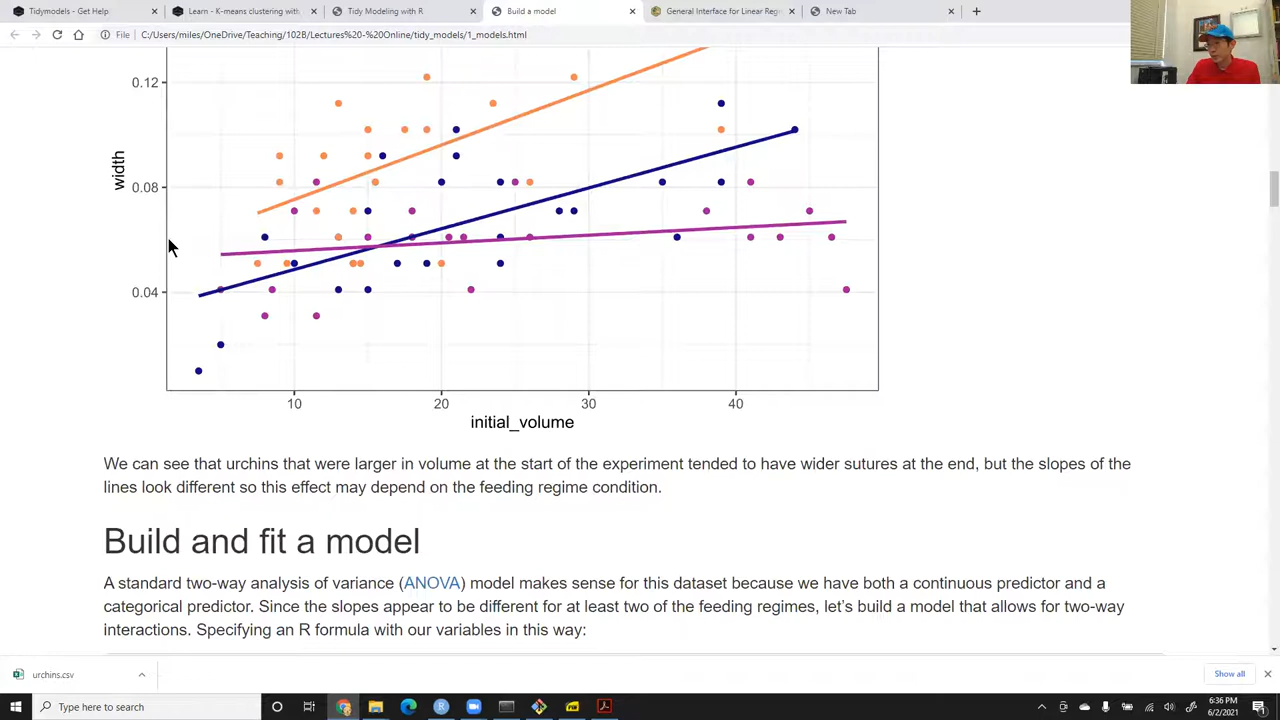 Tidymodels - Get Help
Learn - K-means clustering with
Tidy Modeling with R
Build a model
General Interface for Linear Regr
New Tab
File
C:/Users/miles/OneDrive/Teaching/102B/Lectures%20-%20Online/tidy_models/1_models.html
0.12
0.08
0.04
width
10
20
30
40
initial_volume
We can see that urchins that were larger in volume at the start of the experiment tended to have wider sutures at the end, but the slopes of the
lines look different so this effect may depend on the feeding regime condition.
Build and fit a model
A standard two-way analysis of variance (ANOVA) model makes sense for this dataset because we have both a continuous predictor and a
categorical predictor. Since the slopes appear to be different for at least two of the feeding regimes, let's build a model that allows for two-way
interactions. Specifying an R formula with our variables in this way:
urchins.csv
Show all
Type here to search
6:36 PM
6/2/2021